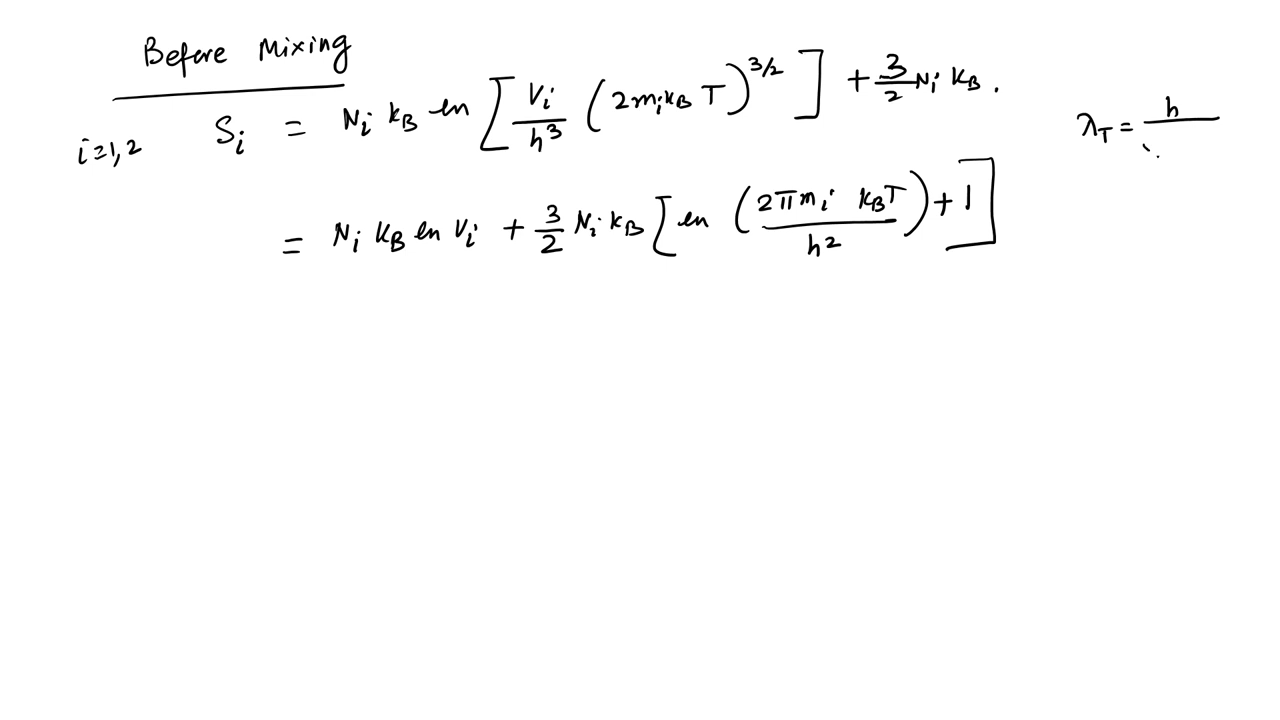 Before Mixing
i=1,2 S_i = N_i k_B ln [ V_i / h^3 ( 2m_i k_B T )^{3/2} ] + 3/2 N_i k_B .
λ_T = h /
= N_i k_B ln V_i + 3/2 N_i k_B [ ln ( 2π m_i k_B T / h^2 ) + 1 ]